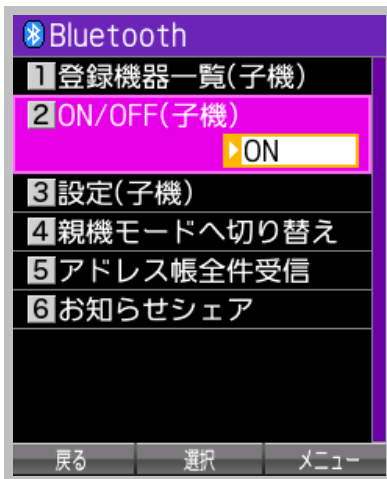 Bluetooth
1登録機器一覧(子機)
2ON/OFF(子機)
ON
3設定(子機)
4親機モードへ切り替え
5アドレス帳全件受信
6お知らせシェア
戻る 選択 メニュー